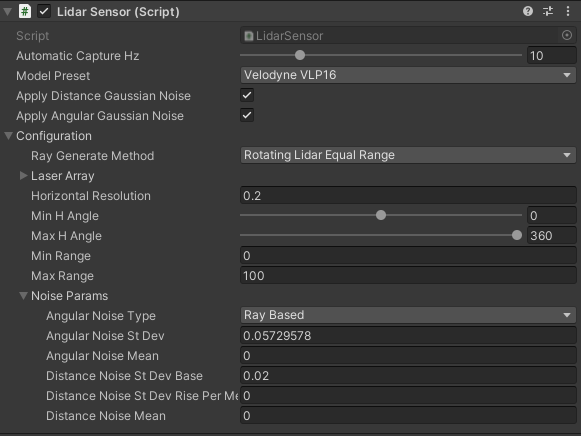 # Lidar Sensor (Script)
Script LidarSensor
Automatic Capture Hz 10
Model Preset Velodyne VLP16
Apply Distance Gaussian Noise
Apply Angular Gaussian Noise
Configuration
Ray Generate Method Rotating Lidar Equal Range
Laser Array
Horizontal Resolution 0.2
Min H Angle 0
Max H Angle 360
Min Range 0
Max Range 100
Noise Params
Angular Noise Type Ray Based
Angular Noise St Dev 0.05729578
Angular Noise Mean 0
Distance Noise St Dev Base 0.02
Distance Noise St Dev Rise Per Me 0
Distance Noise Mean 0